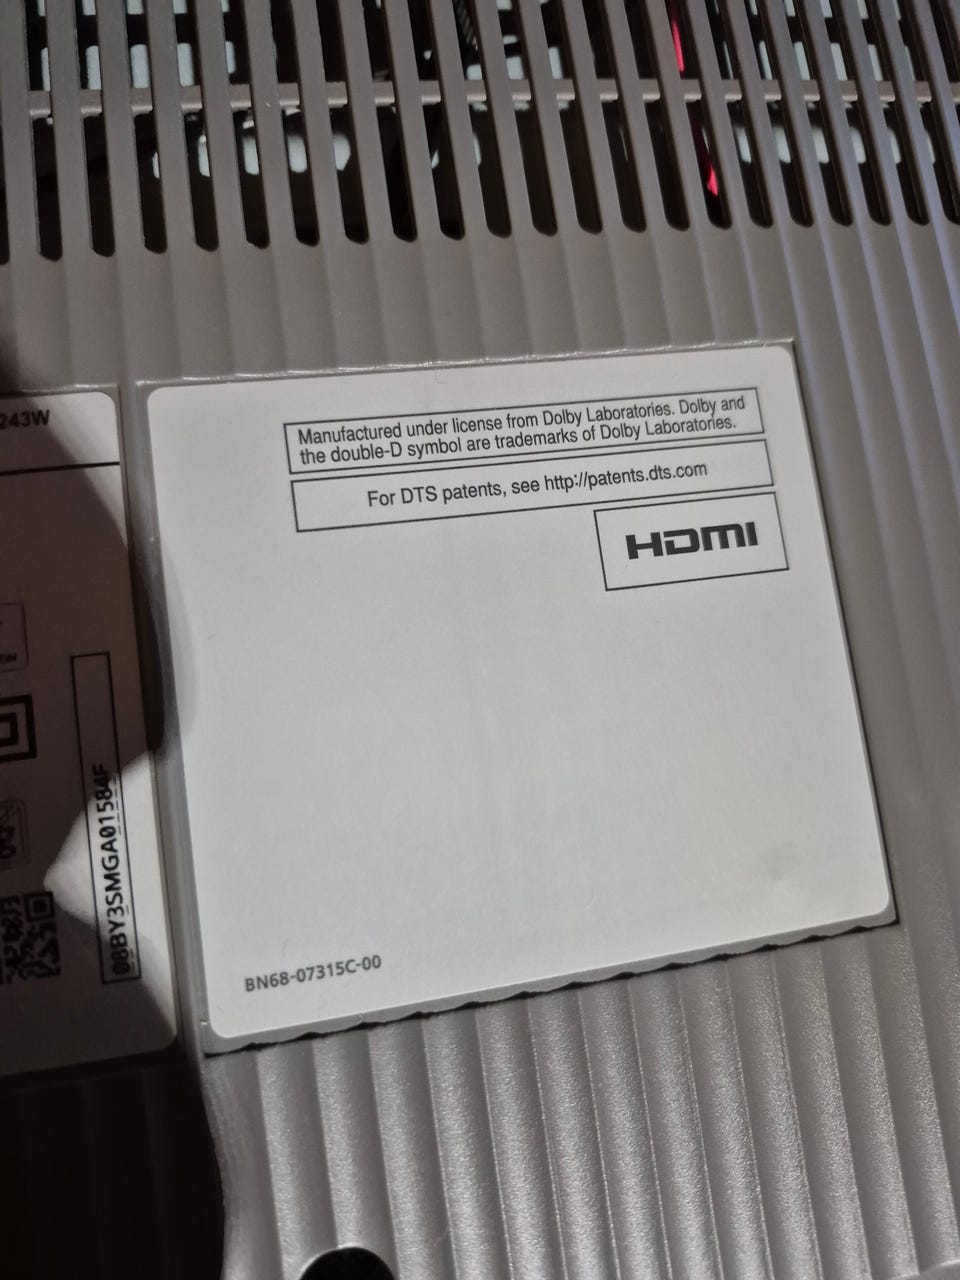 243W
08BY3SMGA01584F
Manufactured under license from Dolby Laboratories. Dolby and
the double-D symbol are trademarks of Dolby Laboratories.
For DTS patents, see http://patents.dts.com
HDMI
BN68-07315C-00